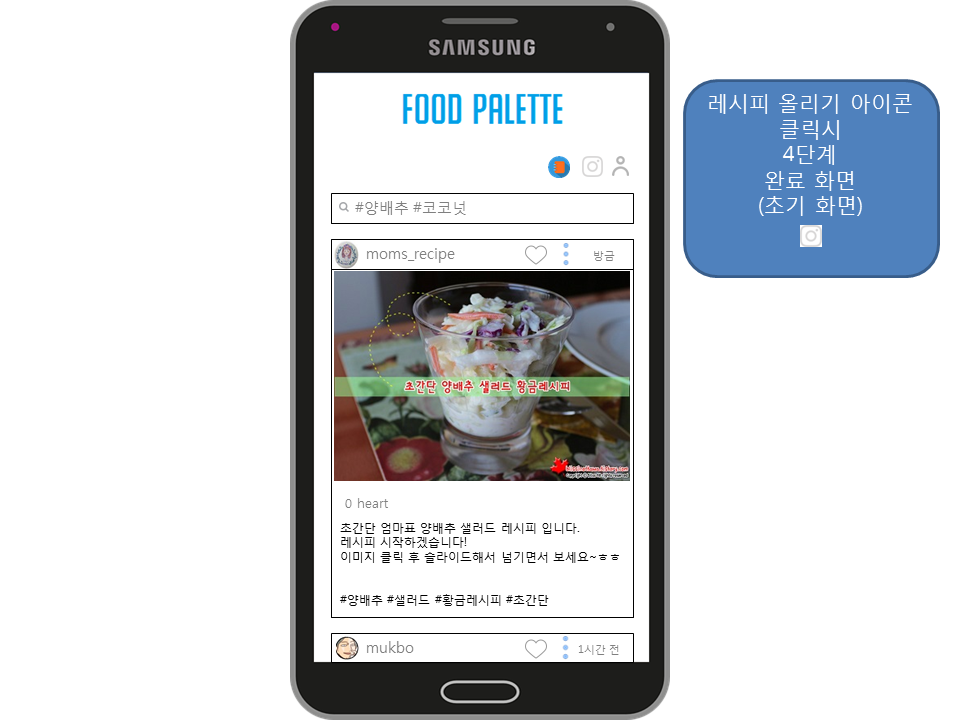 SAMSUNG
FOOD PALETTE
#양배추 #코코넛
moms_recipe
방금
초간단 양배추 샐러드 황금레시피
0 heart
초간단 엄마표 양배추 샐러드 레시피 입니다.
레시피 시작하겠습니다!
이미지 클릭 후 슬라이드해서 넘기면서 보세요~ㅎㅎ
#양배추 #샐러드 #황금레시피 #초간단
mukbo
1시간 전
레시피 올리기 아이콘
클릭시
4단계
완료 화면
(초기 화면)